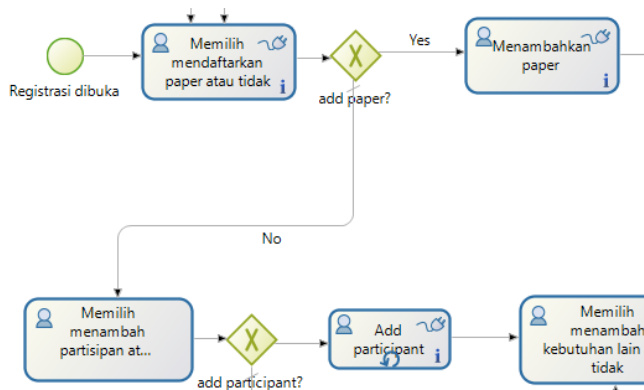 Registrasi dibuka
Memilih
mendaftarkan
paper atau tidak
i
add paper?
Yes
Menambahkan
paper
i
No
Memilih
menambah
partisipan at...
add participant?
Add
participant
i
Memilih
menambah
kebutuhan lain
tidak